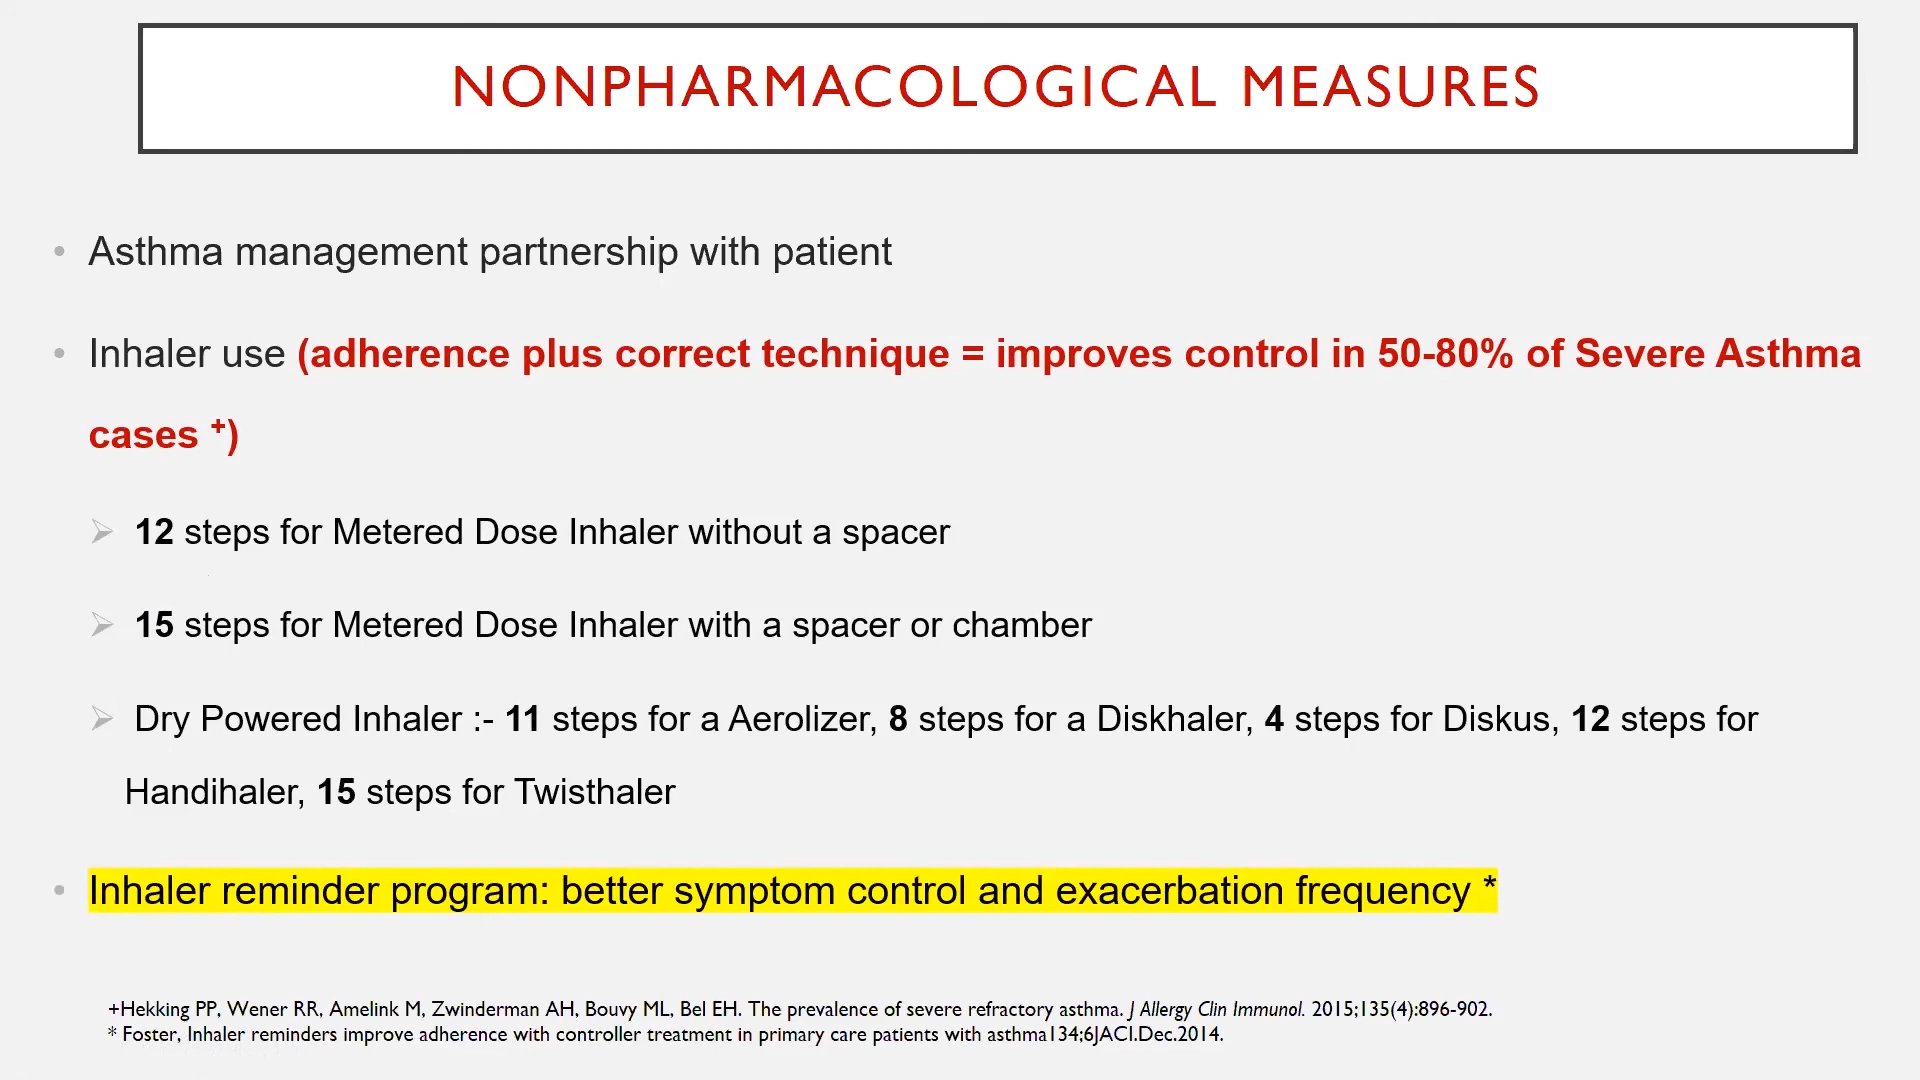 NONPHARMACOLOGICAL MEASURES
• Asthma management partnership with patient
• Inhaler use (adherence plus correct technique = improves control in 50-80% of Severe Asthma
cases +)
➢ 12 steps for Metered Dose Inhaler without a spacer
➢ 15 steps for Metered Dose Inhaler with a spacer or chamber
➢ Dry Powered Inhaler :- 11 steps for a Aerolizer, 8 steps for a Diskhaler, 4 steps for Diskus, 12 steps for
Handihaler, 15 steps for Twisthaler
• Inhaler reminder program: better symptom control and exacerbation frequency *
+Hekking PP, Wener RR, Amelink M, Zwinderman AH, Bouvy ML, Bel EH. The prevalence of severe refractory asthma. J Allergy Clin Immunol. 2015;135(4):896-902.
* Foster, Inhaler reminders improve adherence with controller treatment in primary care patients with asthma134;6JACI.Dec.2014.